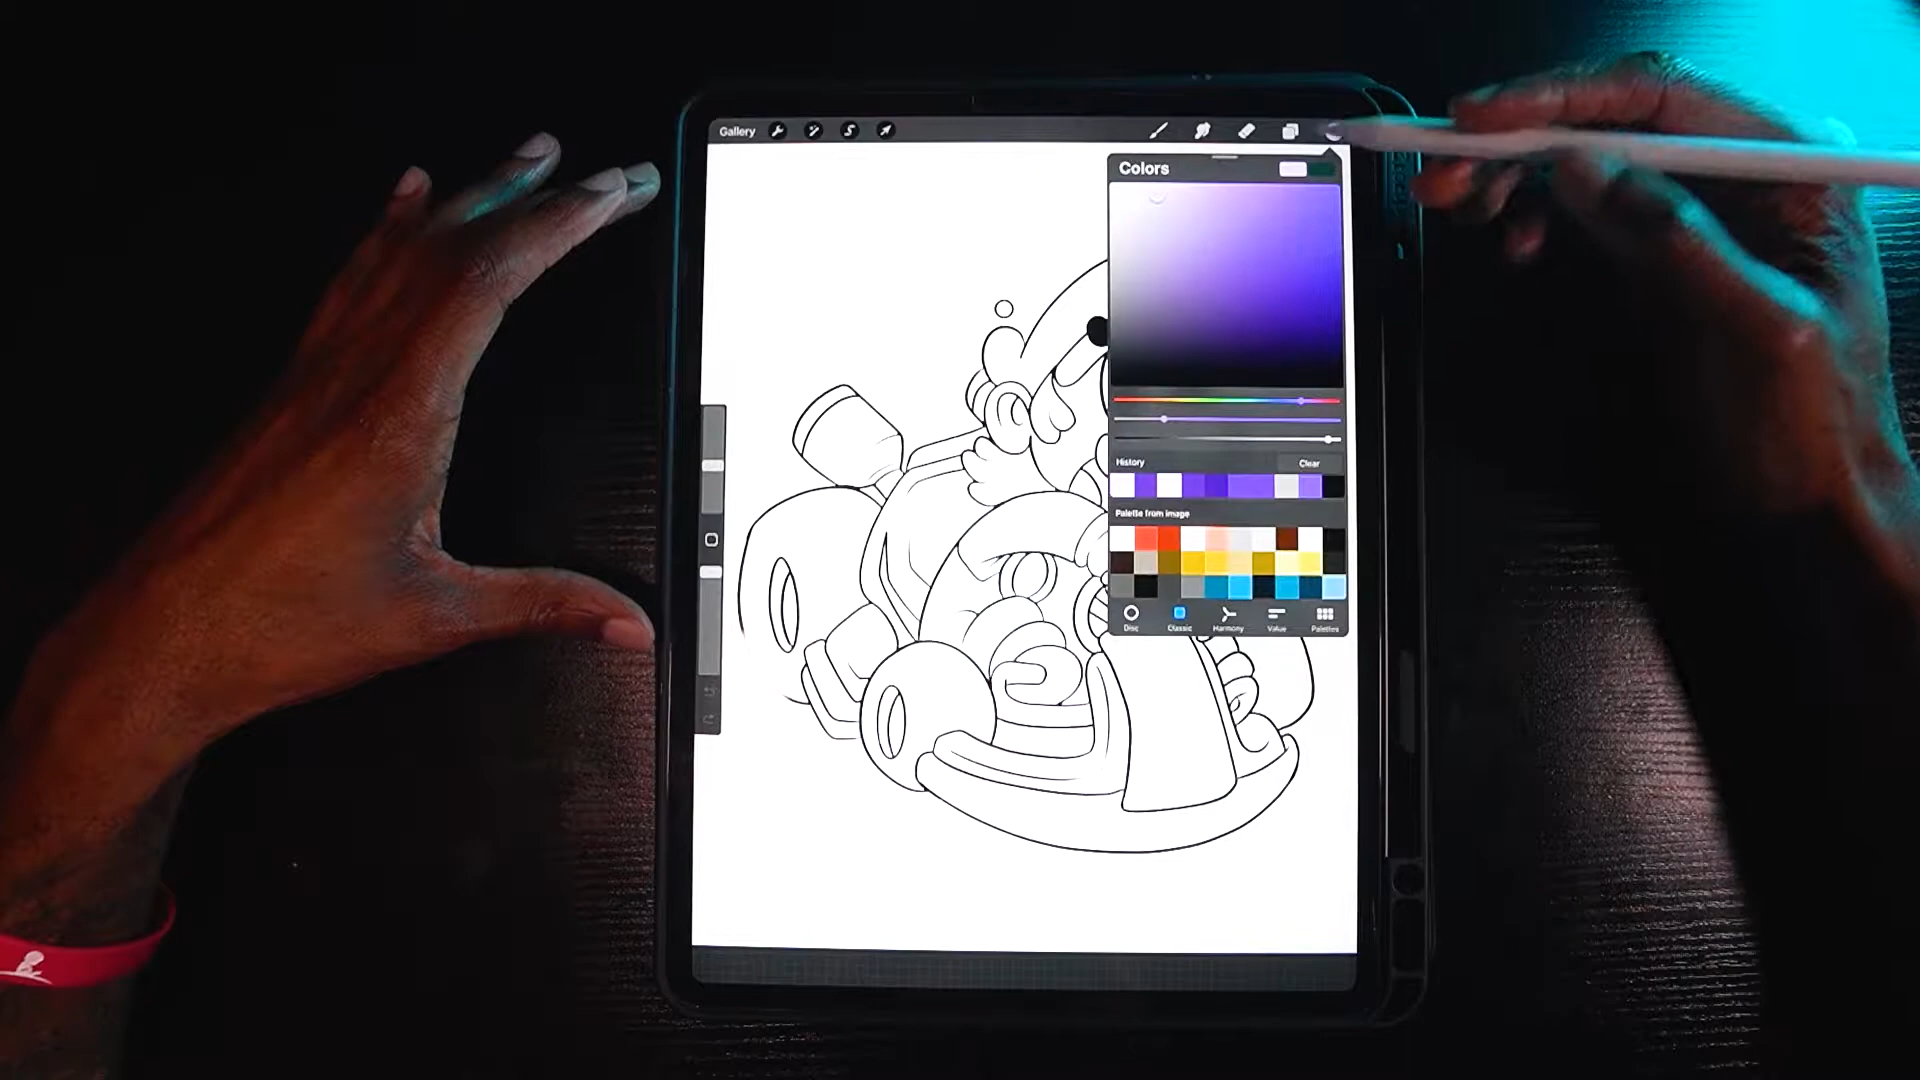 Gallery
Colors
History
Clear
Palette from image
Disc
Classic
Harmony
Value
Palettes